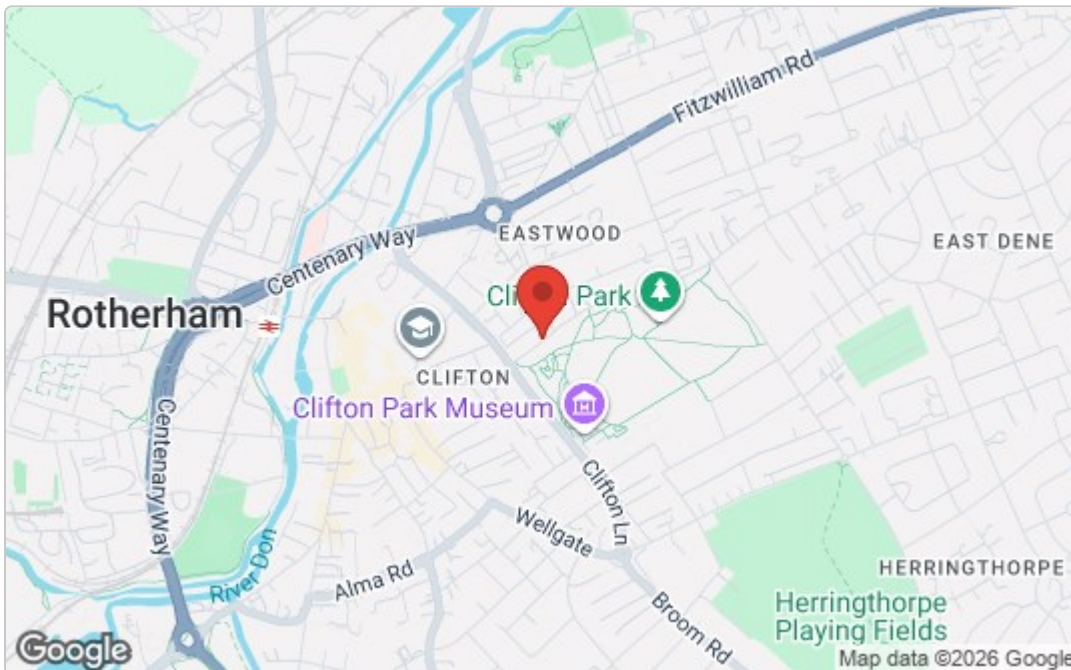 Fitzwilliam Rd
EASTWOOD
EAST DENE
Centenary Way
Rotherham
Park
CLIFTON
Clifton Park Museum
Centenary Way
Clifton Ln
Wellgate
River Don
Alma Rd
HERRINGTHORPE
Broom Rd
Herringthorpe
Playing Fields
Google
Map data ©2026 Google